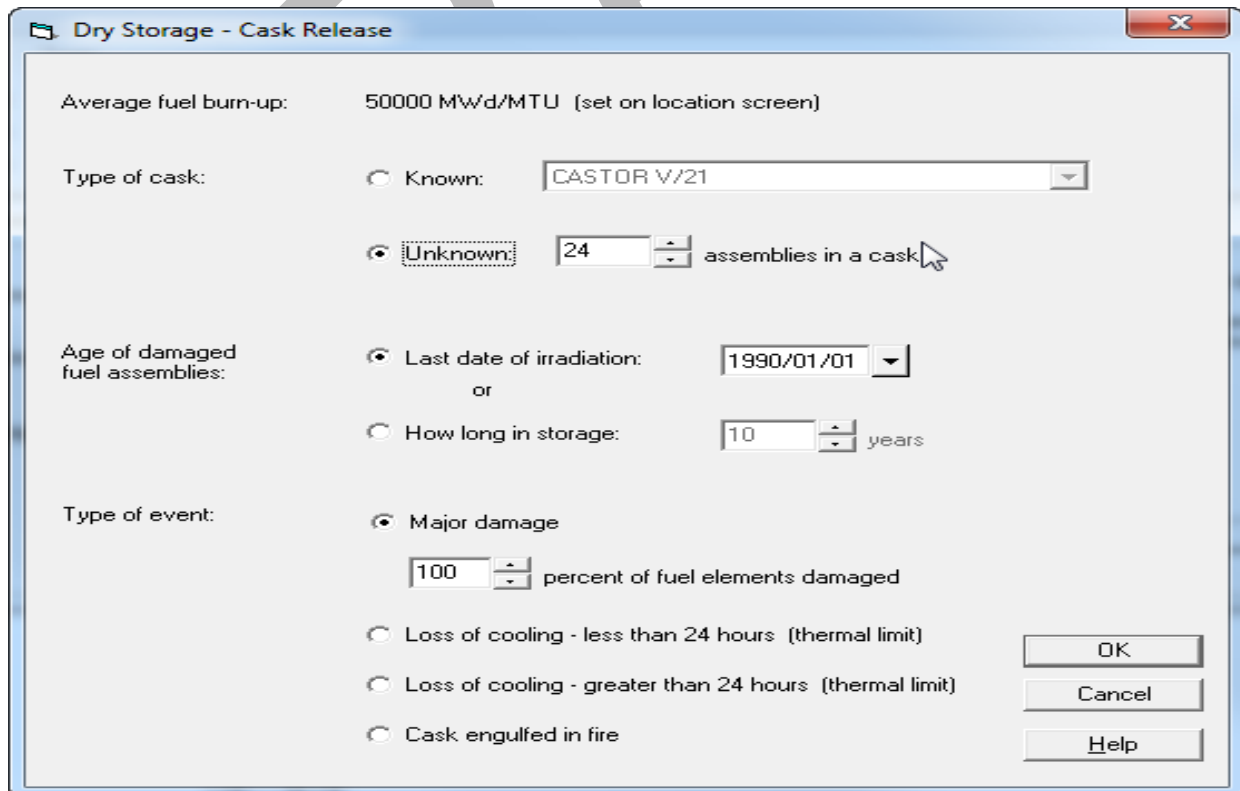 Dry Storage - Cask Release
Average fuel burn-up: 50000 MWd/MTU (set on location screen)
Type of cask: Known: CASTOR V/21
Unknown: 24 assemblies in a cask
Age of damaged
fuel assemblies:
Last date of irradiation: 1990/01/01
or
How long in storage: 10 years
Type of event: Major damage
100 percent of fuel elements damaged
Loss of cooling - less than 24 hours (thermal limit)
OK
Loss of cooling - greater than 24 hours (thermal limit)
Cancel
Cask engulfed in fire
Help